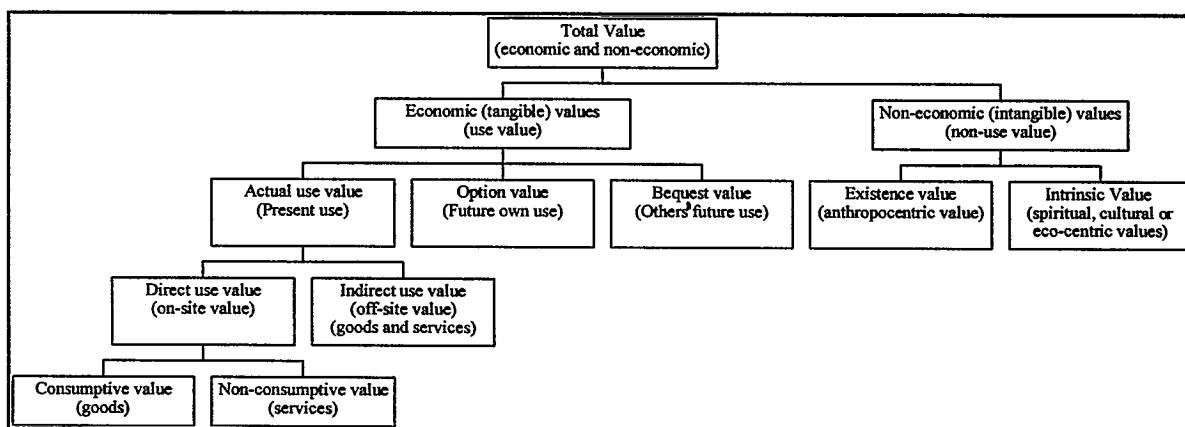 Total Value
(economic and non-economic)
Economic (tangible) values
(use value)
Non-economic (intangible) values
(non-use value)
Actual use value
(Present use)
Option value
(Future own use)
Bequest value
(Others' future use)
Existence value
(anthropocentric value)
Intrinsic Value
(spiritual, cultural or
eco-centric values)
Direct use value
(on-site value)
Indirect use value
(off-site value)
(goods and services)
Consumptive value
(goods)
Non-consumptive value
(services)